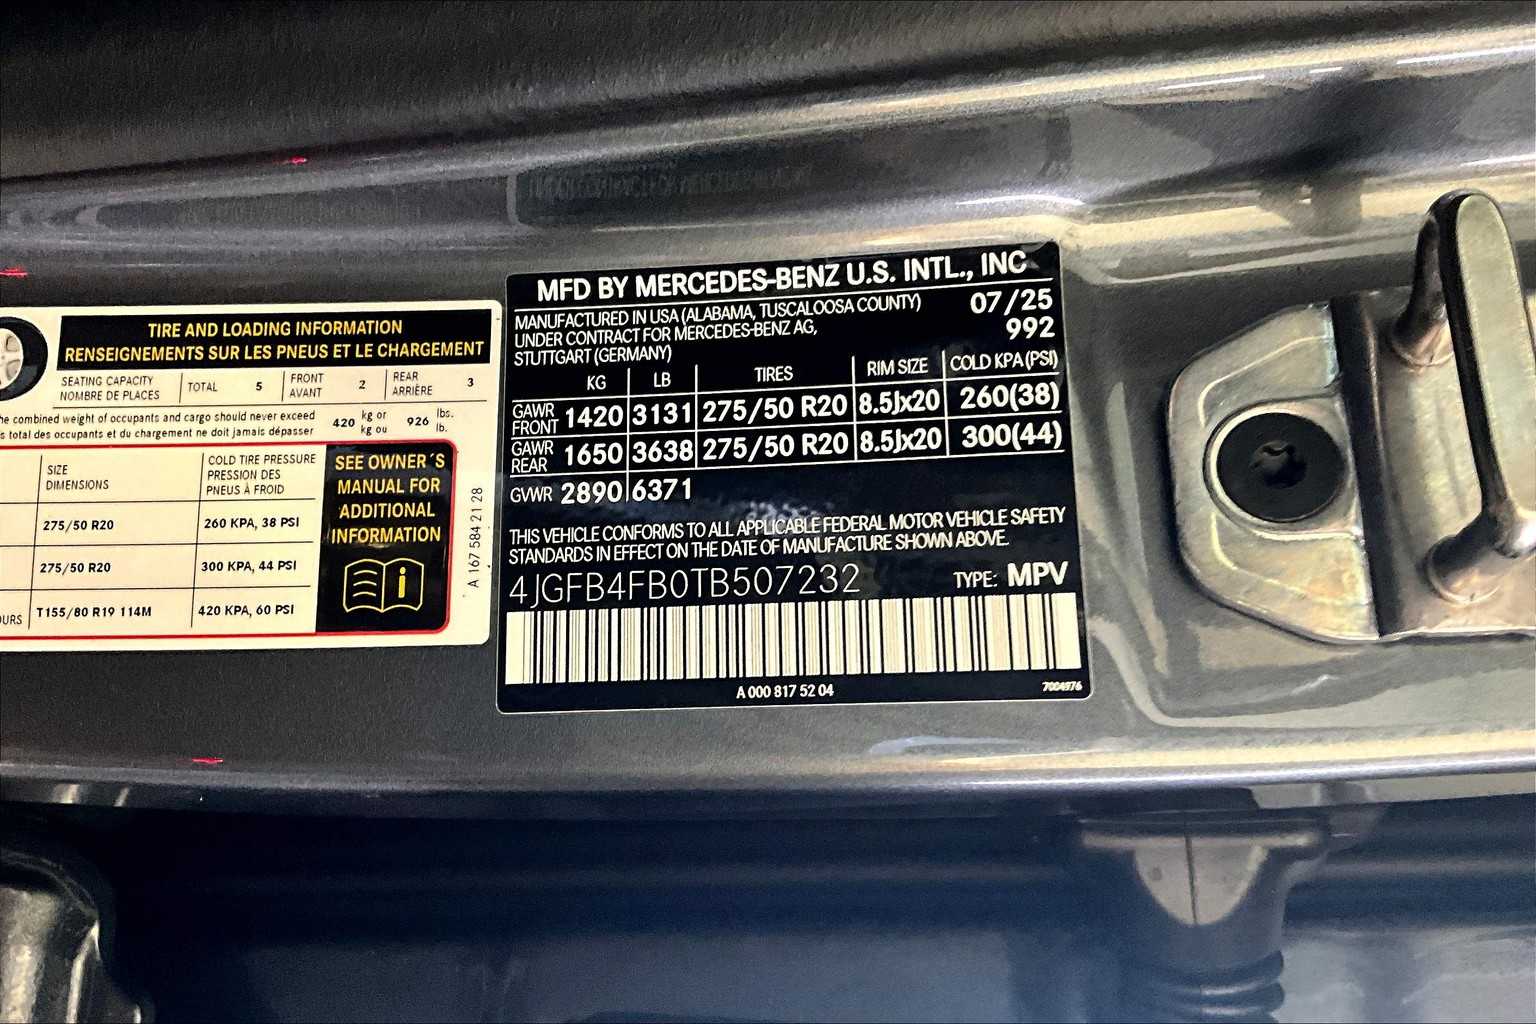 TIRE AND LOADING INFORMATION
RENSEIGNEMENTS SUR LES PNEUS ET LE CHARGEMENT
SEATING CAPACITY
NOMBRE DE PLACES
TOTAL 5
FRONT
AVANT
2
REAR
ARRIÈRE
3
he combined weight of occupants and cargo should never exceed
s total des occupants et du chargement ne doit jamais dépasser
420 kg or
kg ou
926 lbs.
lb.
SIZE
DIMENSIONS
COLD TIRE PRESSURE
PRESSION DES
PNEUS À FROID
275/50 R20 260 KPA, 38 PSI
275/50 R20 300 KPA, 44 PSI
OURS T155/80 R19 114M 420 KPA, 60 PSI
SEE OWNER´S
MANUAL FOR
ADDITIONAL
INFORMATION
A 167 584 21 28
MFD BY MERCEDES-BENZ U.S. INTL., INC
MANUFACTURED IN USA (ALABAMA, TUSCALOOSA COUNTY) 07/25
UNDER CONTRACT FOR MERCEDES-BENZ AG, 992
STUTTGART (GERMANY)
KG LB TIRES RIM SIZE COLD KPA(PSI)
GAWR
FRONT
1420 3131 275/50 R20 8.5Jx20 260(38)
GAWR
REAR
1650 3638 275/50 R20 8.5Jx20 300(44)
GVWR 2890 6371
THIS VEHICLE CONFORMS TO ALL APPLICABLE FEDERAL MOTOR VEHICLE SAFETY
STANDARDS IN EFFECT ON THE DATE OF MANUFACTURE SHOWN ABOVE.
4JGFB4FB0TB507232 TYPE: MPV
A 000 817 52 04 7004976